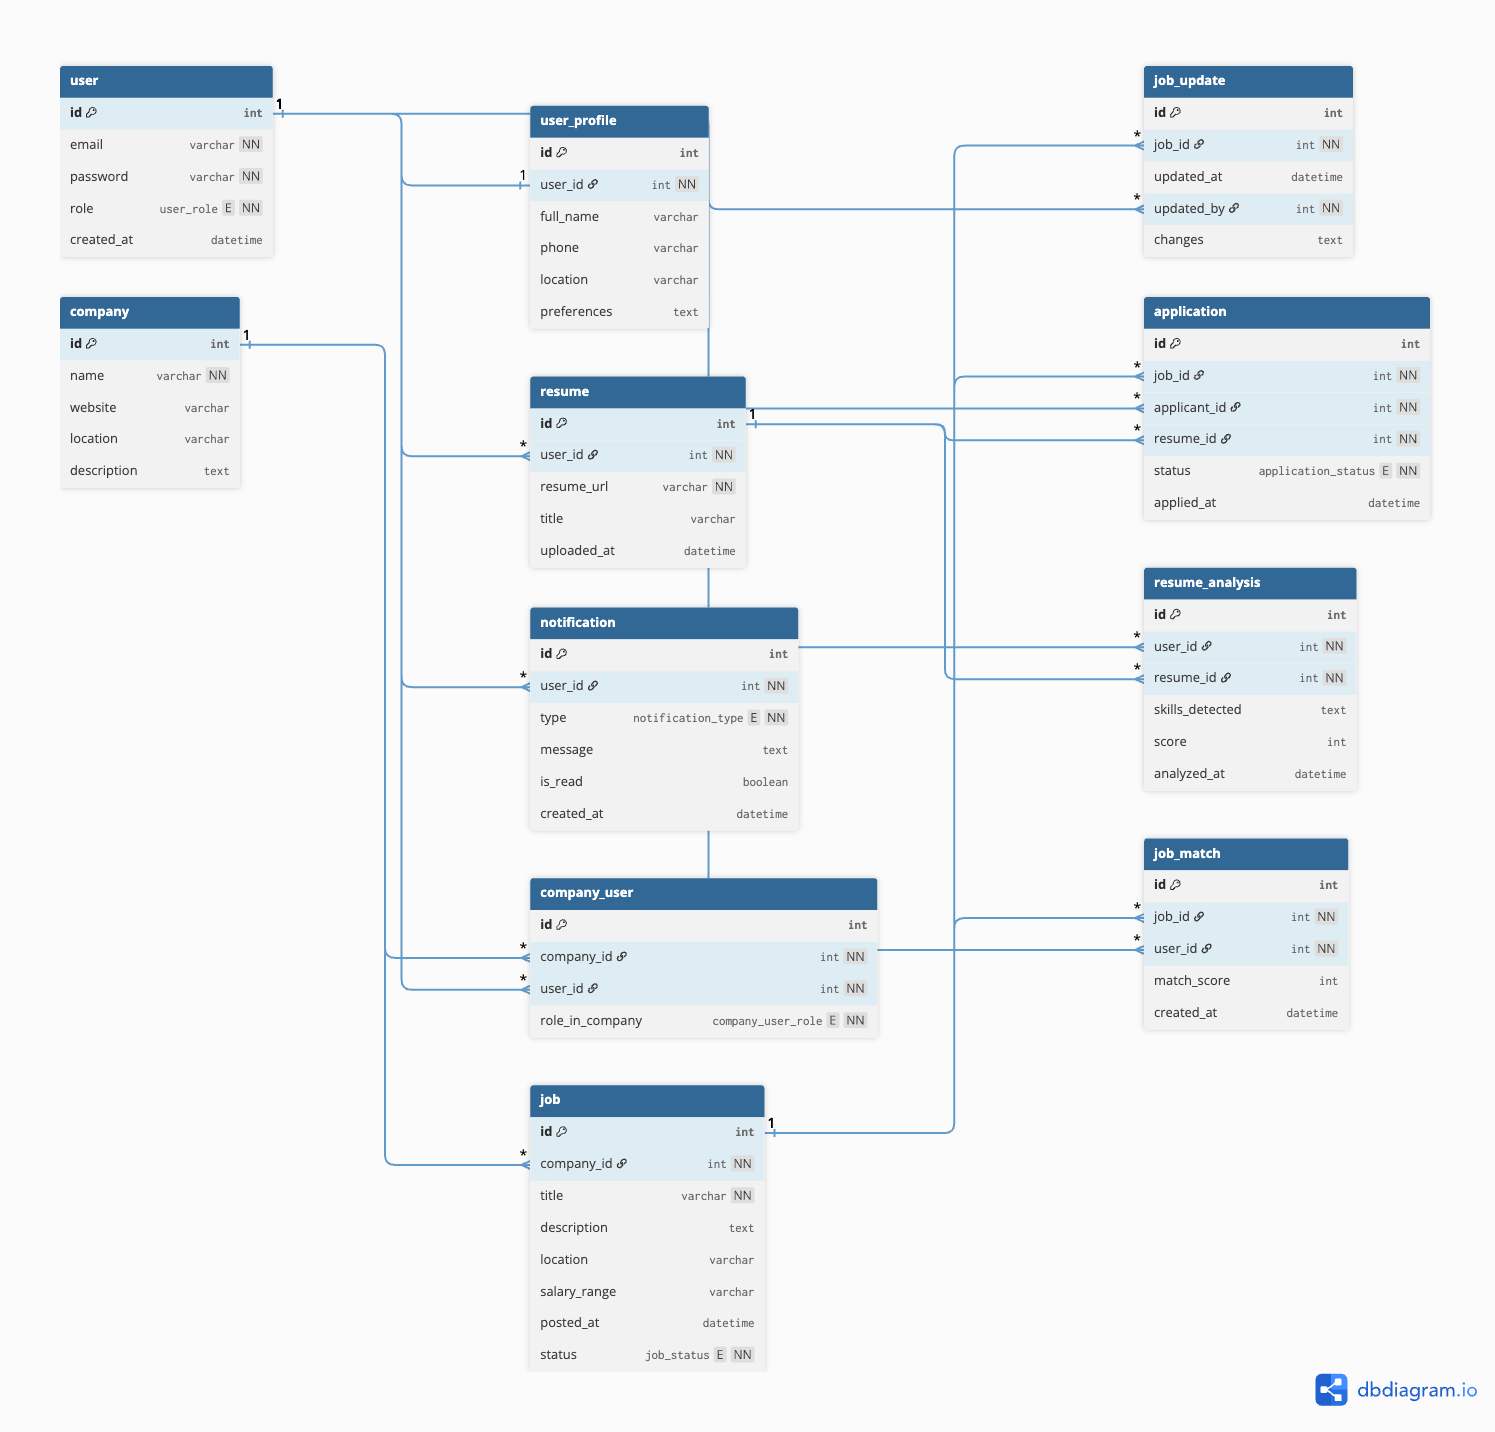 user
id int
email varchar NN
password varchar NN
role user_role E NN
created_at datetime
1
company
id int
name varchar NN
website varchar
location varchar
description text
1
user_profile
id int
1
user_id int NN
full_name varchar
phone varchar
location varchar
preferences text
resume
id int
1
*
user_id int NN
resume_url varchar NN
title varchar
uploaded_at datetime
notification
id int
*
user_id int NN
type notification_type E NN
message text
is_read boolean
created_at datetime
company_user
id int
*
company_id int NN
*
user_id int NN
role_in_company company_user_role E NN
job
id int
1
*
company_id int NN
title varchar NN
description text
location varchar
salary_range varchar
posted_at datetime
status job_status E NN
job_update
id int
*
job_id int NN
updated_at datetime
*
updated_by int NN
changes text
application
id int
*
job_id int NN
*
applicant_id int NN
*
resume_id int NN
status application_status E NN
applied_at datetime
resume_analysis
id int
*
user_id int NN
*
resume_id int NN
skills_detected text
score int
analyzed_at datetime
job_match
id int
*
job_id int NN
*
user_id int NN
match_score int
created_at datetime
dbdiagram.io